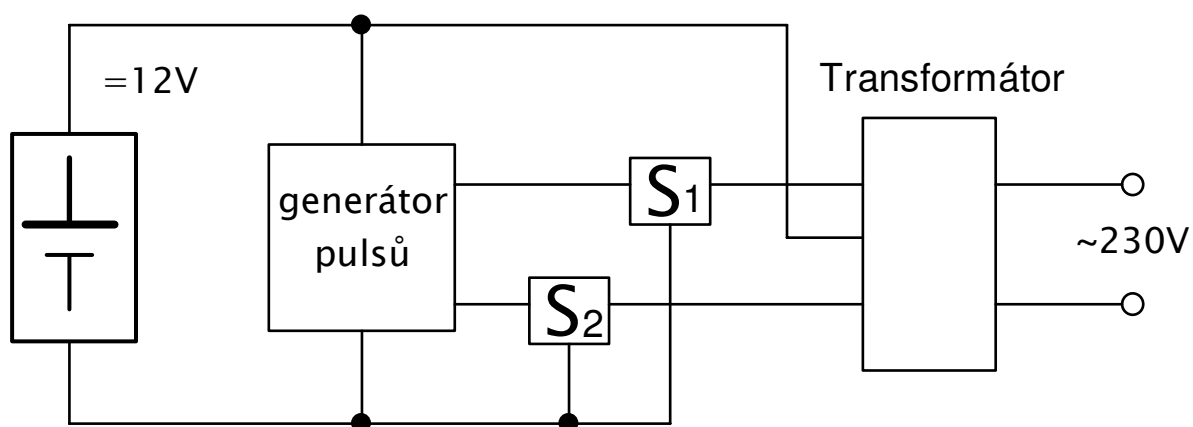 =12V
Transformátor
generátor
pulsů
S1
S2
~230V